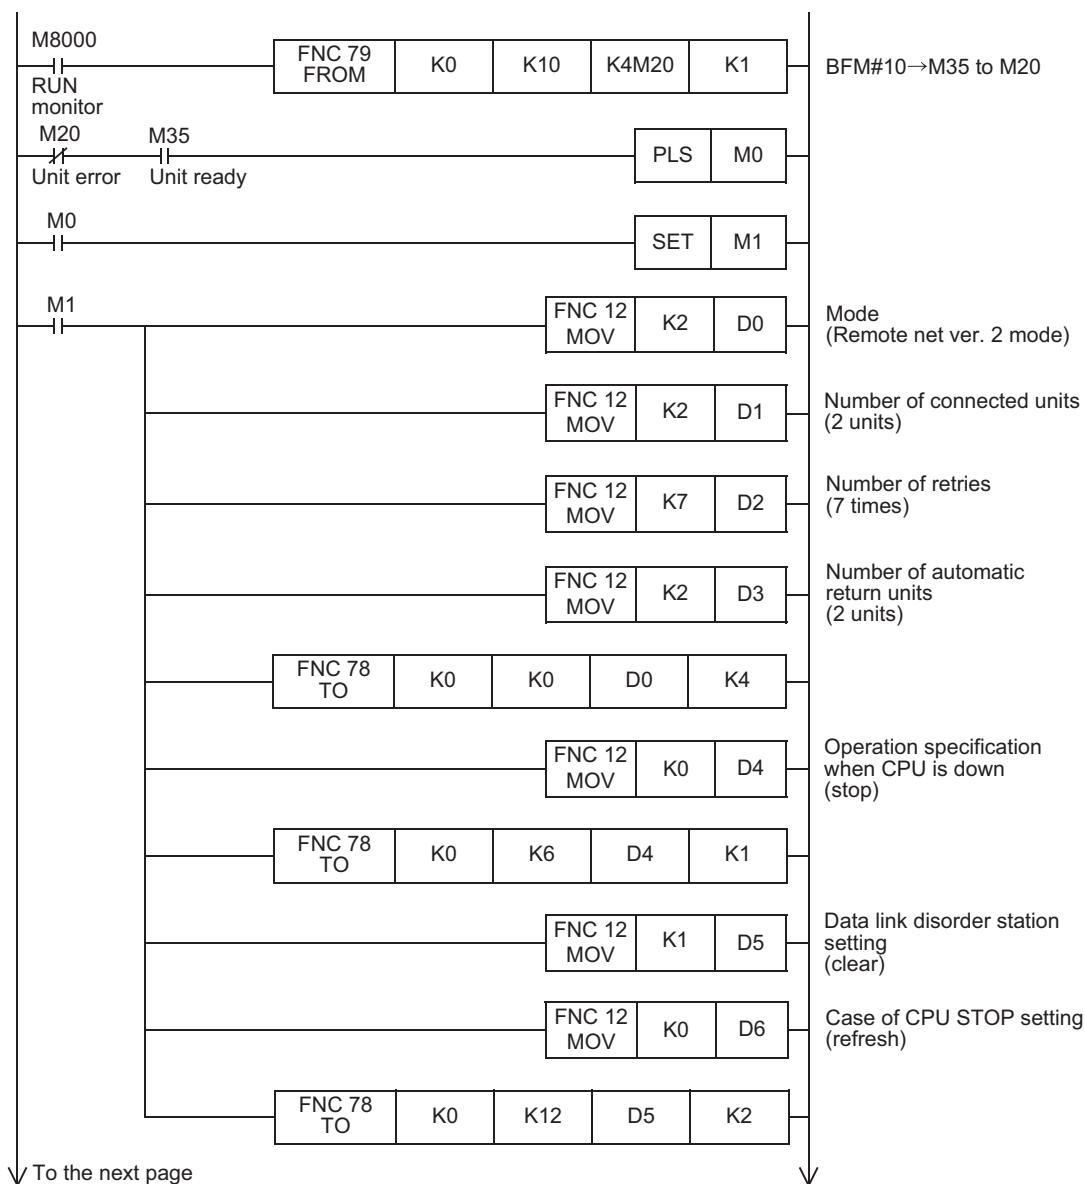 M8000
RUN
monitor
FNC 79
FROM
K0
K10
K4M20
K1
BFM#10→M35 to M20
M20
Unit error
M35
Unit ready
PLS
M0
M0
SET
M1
M1
FNC 12
MOV
K2
D0
Mode
(Remote net ver. 2 mode)
FNC 12
MOV
K2
D1
Number of connected units
(2 units)
FNC 12
MOV
K7
D2
Number of retries
(7 times)
FNC 12
MOV
K2
D3
Number of automatic
return units
(2 units)
FNC 78
TO
K0
K0
D0
K4
FNC 12
MOV
K0
D4
Operation specification
when CPU is down
(stop)
FNC 78
TO
K0
K6
D4
K1
FNC 12
MOV
K1
D5
Data link disorder station
setting
(clear)
FNC 12
MOV
K0
D6
Case of CPU STOP setting
(refresh)
FNC 78
TO
K0
K12
D5
K2
To the next page